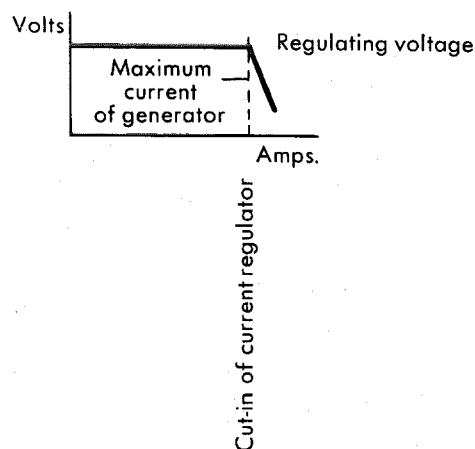 Volts
Regulating voltage
Maximum
current
of generator
Amps.
Cut-in of current regulator